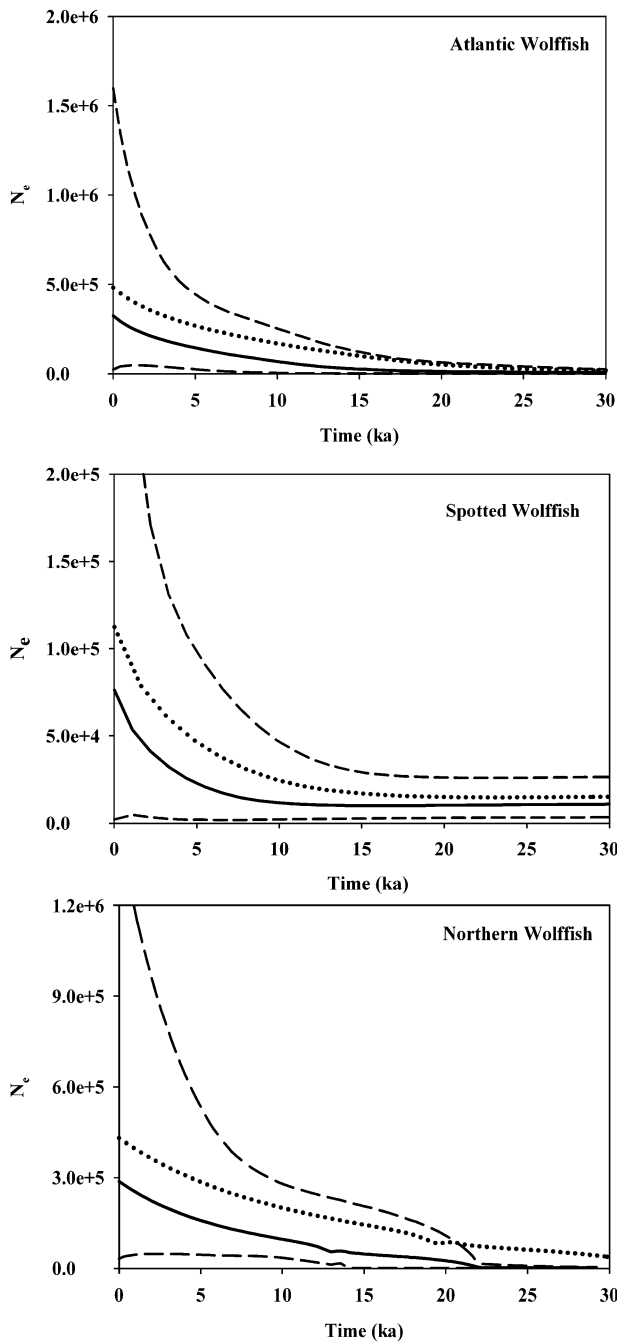 2.0e+6
Atlantic Wolffish
1.5e+6
1.0e+6
Ne
5.0e+5
0.0
0 5 10 15 20 25 30
Time (ka)
2.0e+5
Spotted Wolffish
1.5e+5
Ne
1.0e+5
5.0e+4
0.0
0 5 10 15 20 25 30
Time (ka)
1.2e+6
Northern Wolffish
9.0e+5
Ne
6.0e+5
3.0e+5
0.0
0 5 10 15 20 25 30
Time (ka)